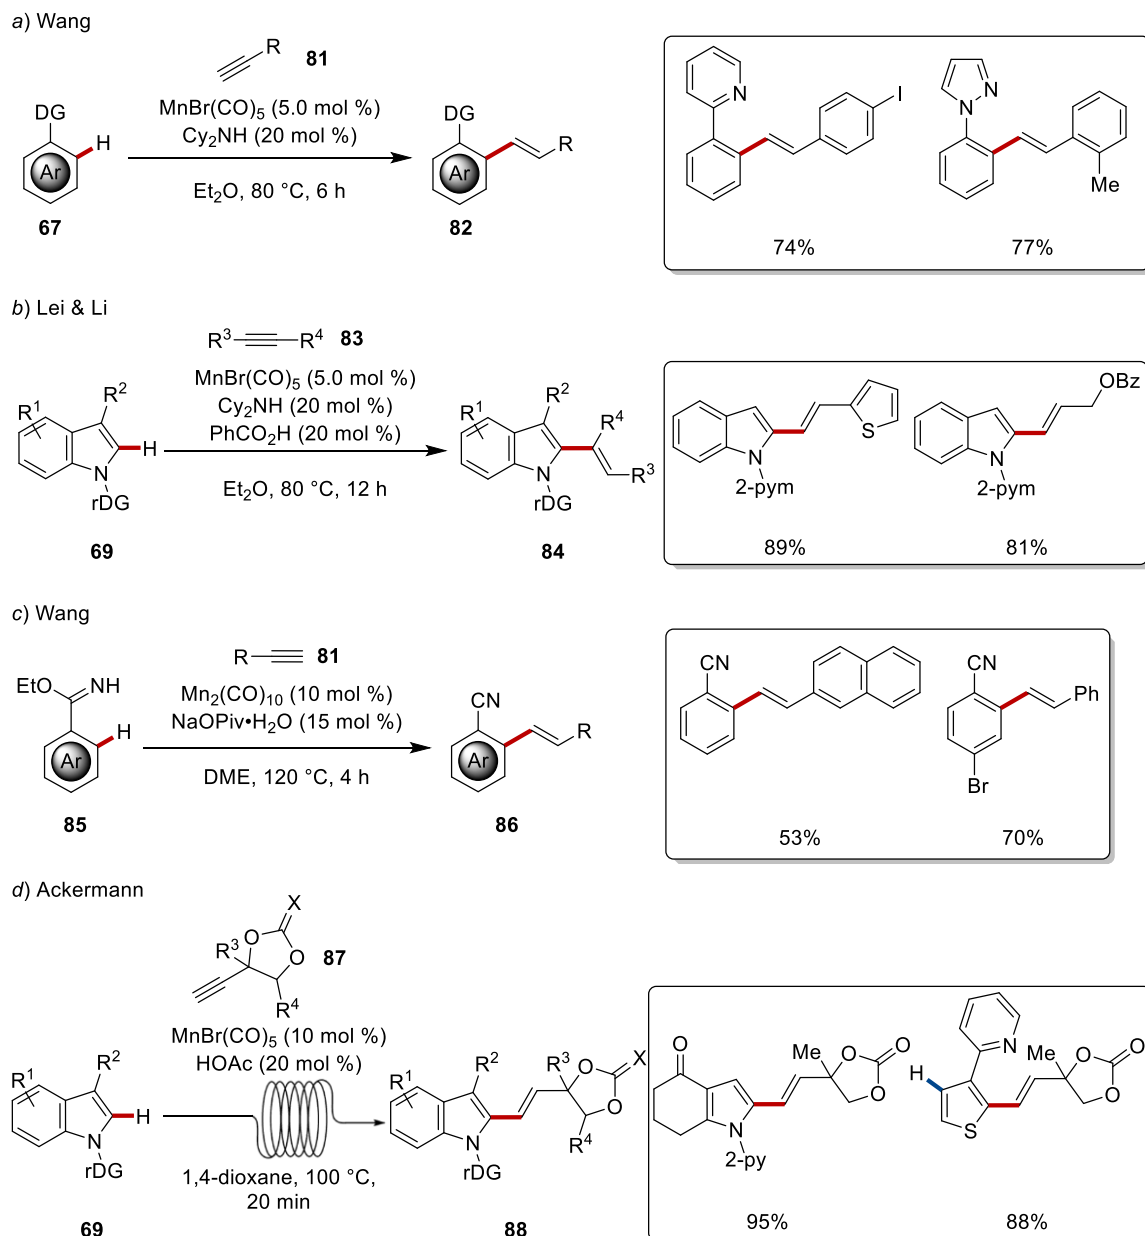 a) Wang
R 81
MnBr(CO)5 (5.0 mol %)
Cy2NH (20 mol %)
Et2O, 80 °C, 6 h
DG
H
Ar
67
DG
R
Ar
82
N
I
74%
N
N
Me
77%
b) Lei & Li
R3 R4 83
MnBr(CO)5 (5.0 mol %)
Cy2NH (20 mol %)
PhCO2H (20 mol %)
Et2O, 80 °C, 12 h
R1
R2
H
N
rDG
69
R1
R2
R4
R3
N
rDG
84
S
N
2-pym
89%
OBz
N
2-pym
81%
c) Wang
R 81
Mn2(CO)10 (10 mol %)
NaOPiv•H2O (15 mol %)
DME, 120 °C, 4 h
EtO NH
H
Ar
85
CN
R
Ar
86
CN
53%
CN
Ph
Br
70%
d) Ackermann
X
O
R3
O
R4
87
MnBr(CO)5 (10 mol %)
HOAc (20 mol %)
1,4-dioxane, 100 °C,
20 min
R1
R2
H
N
rDG
69
R1
R2
R3
O
X
O
R4
N
rDG
88
O
Me
O
O
O
N
2-py
95%
N
H
Me
O
O
O
S
88%